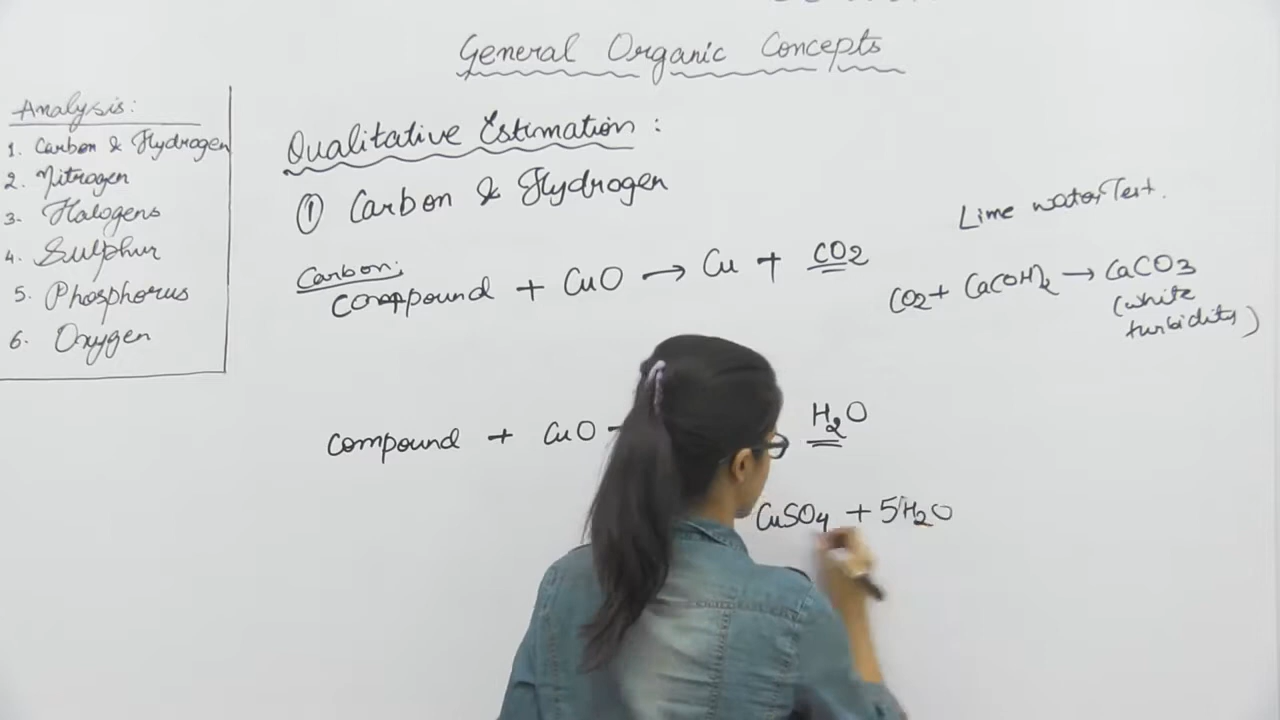 General Organic Concepts
Analysis:
1. Carbon & Hydrogen
2. Nitrogen
3. Halogens
4. Sulphur
5. Phosphorus
6. Oxygen
Qualitative Estimation :
① Carbon & Hydrogen
Carbon:
compound + CuO → Cu + CO2
Lime water Test.
CO2 + Ca(OH)2 → CaCO3
(white
turbidity)
compound + CuO H2O
CuSO4 + 5H2O